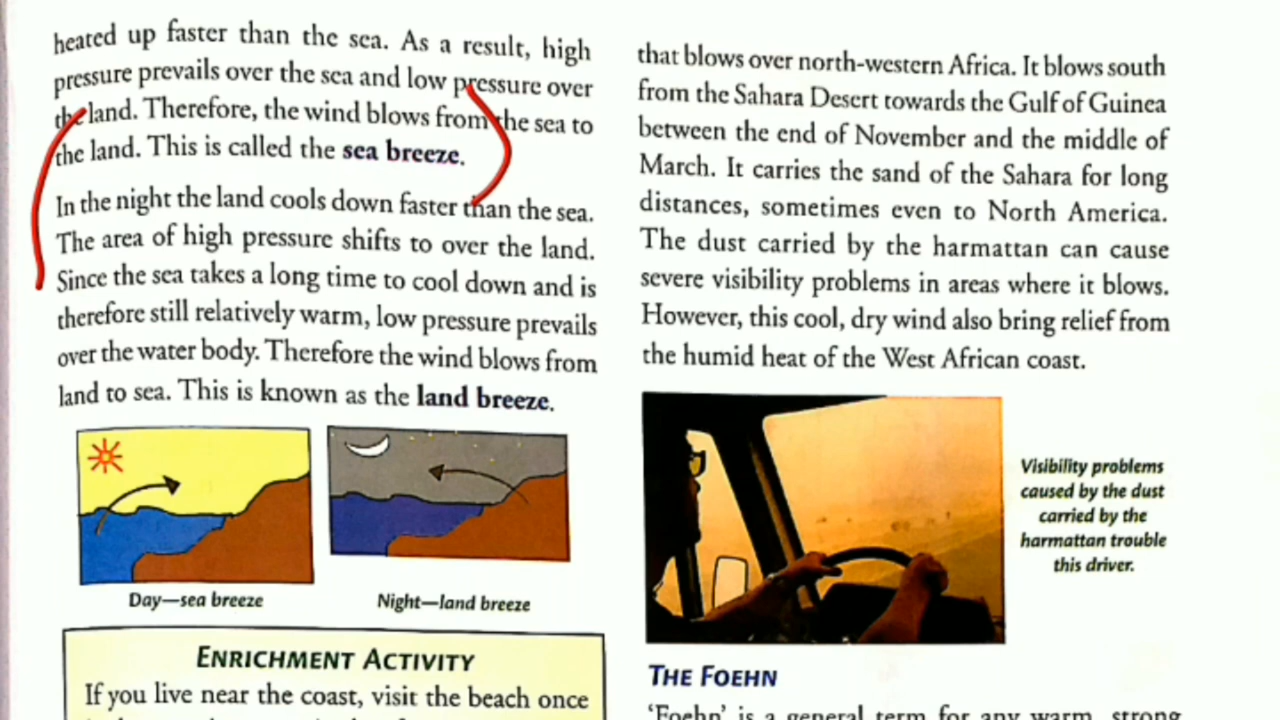 heated up faster than the sea. As a result, high
pressure prevails over the sea and low pressure over
the land. Therefore, the wind blows from the sea to
the land. This is called the sea breeze.
In the night the land cools down faster than the sea.
The area of high pressure shifts to over the land.
Since the sea takes a long time to cool down and is
therefore still relatively warm, low pressure prevails
over the water body. Therefore the wind blows from
land to sea. This is known as the land breeze.
Day—sea breeze
Night—land breeze
ENRICHMENT ACTIVITY
If you live near the coast, visit the beach once
that blows over north-western Africa. It blows south
from the Sahara Desert towards the Gulf of Guinea
between the end of November and the middle of
March. It carries the sand of the Sahara for long
distances, sometimes even to North America.
The dust carried by the harmattan can cause
severe visibility problems in areas where it blows.
However, this cool, dry wind also bring relief from
the humid heat of the West African coast.
Visibility problems
caused by the dust
carried by the
harmattan trouble
this driver.
THE FOEHN
'Foehn' is a general term for any warm, strong